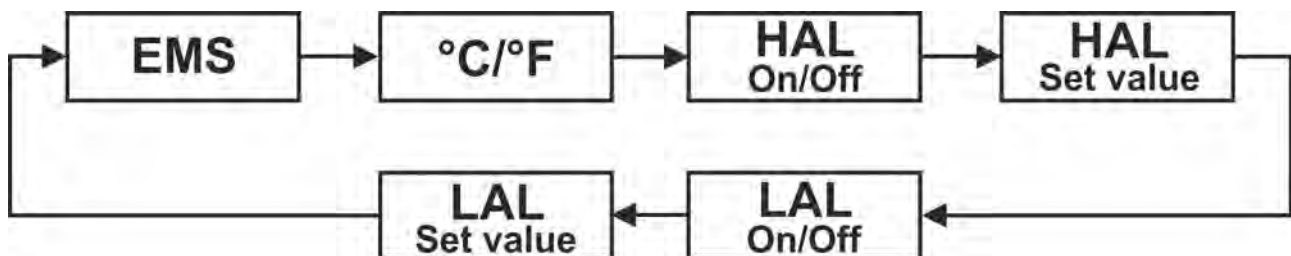 EMS
°C/°F
HAL
On/Off
HAL
Set value
LAL
Set value
LAL
On/Off